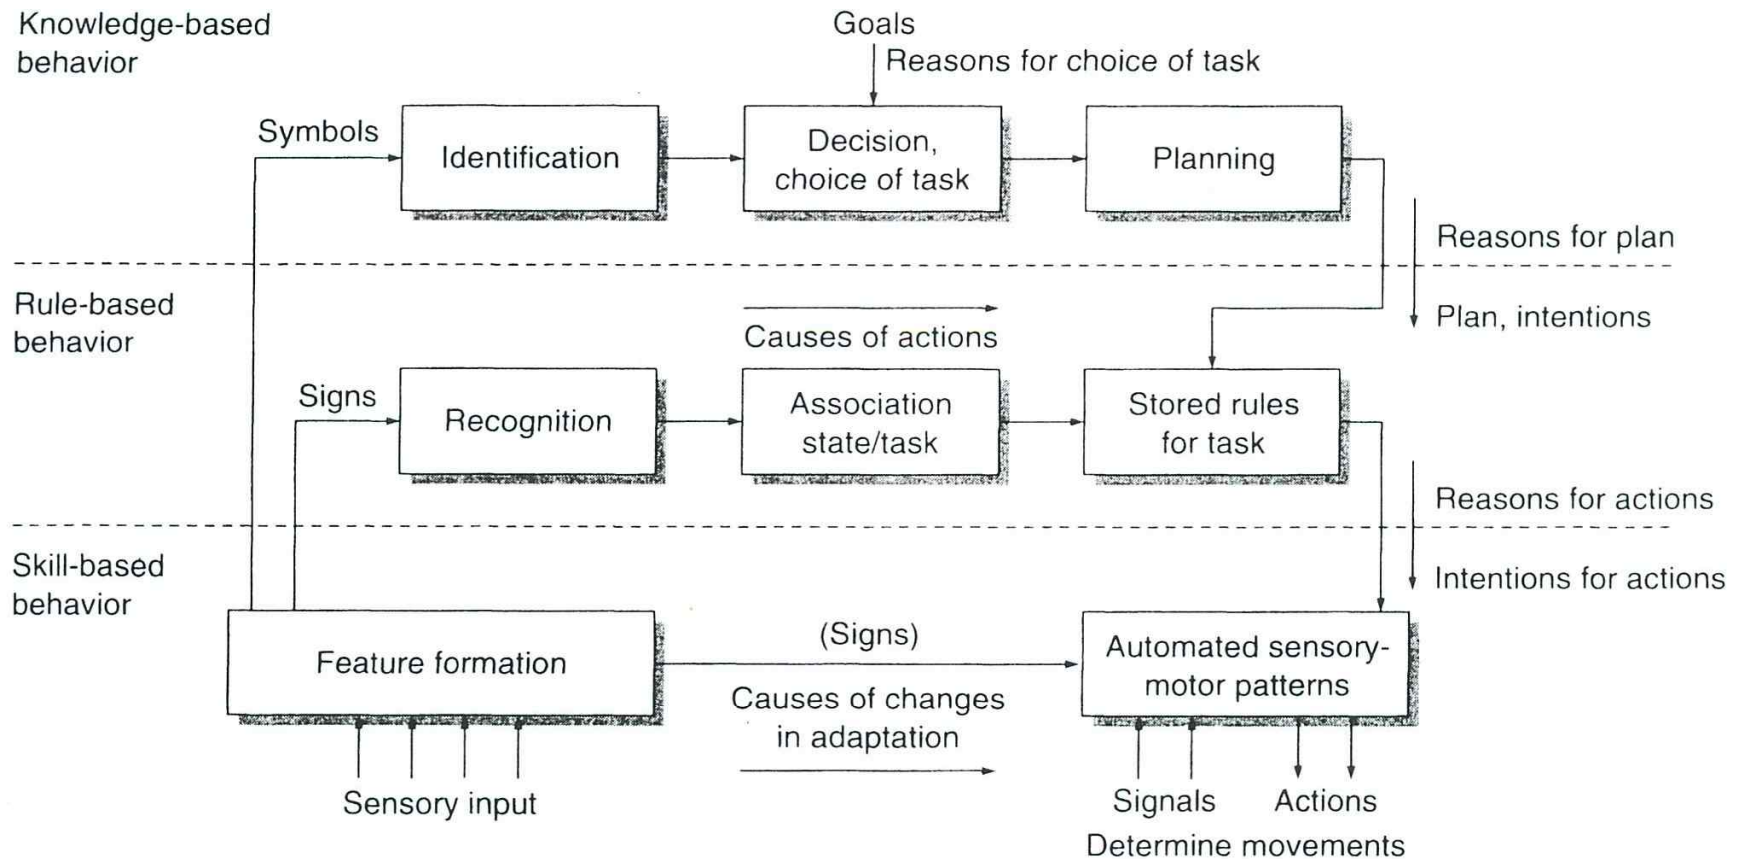 Knowledge-based
behavior
Goals
Reasons for choice of task
Symbols
Identification
Decision,
choice of task
Planning
Reasons for plan
Rule-based
behavior
Causes of actions
Plan, intentions
Signs
Recognition
Association
state/task
Stored rules
for task
Reasons for actions
Skill-based
behavior
Intentions for actions
Feature formation
(Signs)
Automated sensory-
motor patterns
Causes of changes
in adaptation
Sensory input
Signals
Actions
Determine movements